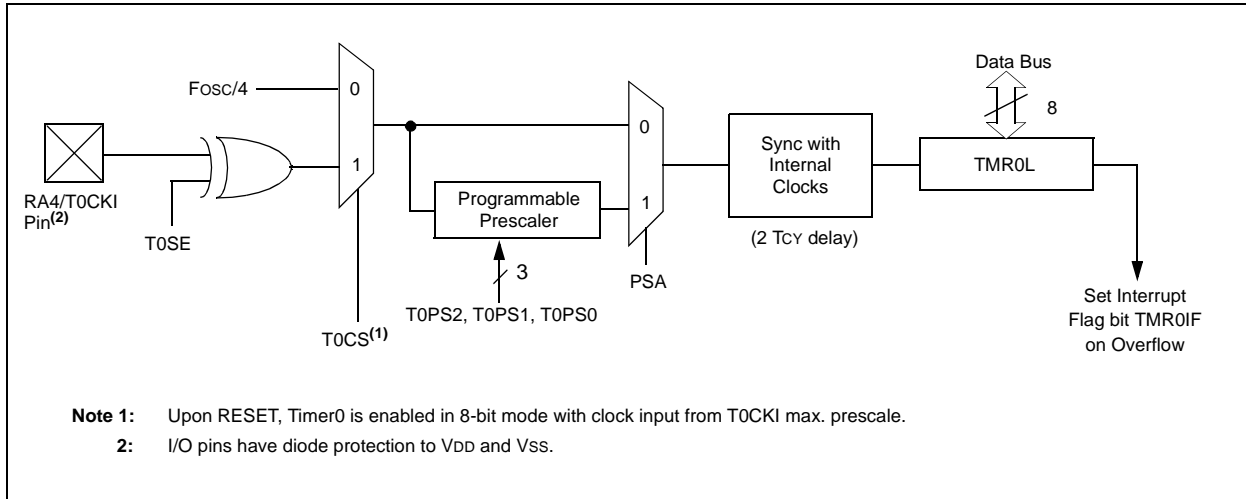 Data Bus
8
FOSC/4
0
1
RA4/T0CKI
Pin(2)
T0SE
T0CS(1)
Programmable
Prescaler
3
T0PS2, T0PS1, T0PS0
0
1
PSA
Sync with
Internal
Clocks
(2 TCY delay)
TMR0L
Set Interrupt
Flag bit TMR0IF
on Overflow
Note 1: Upon RESET, Timer0 is enabled in 8-bit mode with clock input from T0CKI max. prescale.
2: I/O pins have diode protection to VDD and VSS.